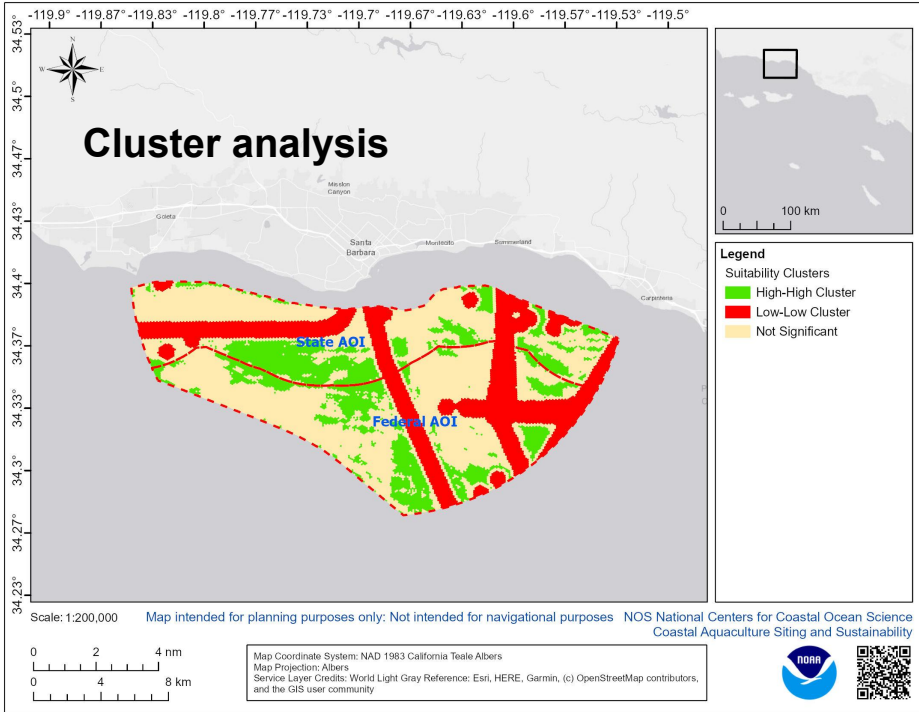 -119.9° -119.87° -119.83° -119.8° -119.77° -119.73° -119.7° -119.67° -119.63° -119.6° -119.57° -119.53° -119.5°
34.53°
34.5°
34.47°
34.43°
34.4°
34.37°
34.33°
34.3°
34.27°
34.23°
N
W E
S
Cluster analysis
Mission
Canyon
Goleta
Santa
Barbara
Montecito
Summerland
Carpinteria
State AOI
Federal AOI
0 100 km
Legend
Suitability Clusters
High-High Cluster
Low-Low Cluster
Not Significant
Scale: 1:200,000
Map intended for planning purposes only: Not intended for navigational purposes
NOS National Centers for Coastal Ocean Science
Coastal Aquaculture Siting and Sustainability
0 2 4 nm
0 4 8 km
Map Coordinate System: NAD 1983 California Teale Albers
Map Projection: Albers
Service Layer Credits: World Light Gray Reference: Esri, HERE, Garmin, (c) OpenStreetMap contributors,
and the GIS user community
NOAA